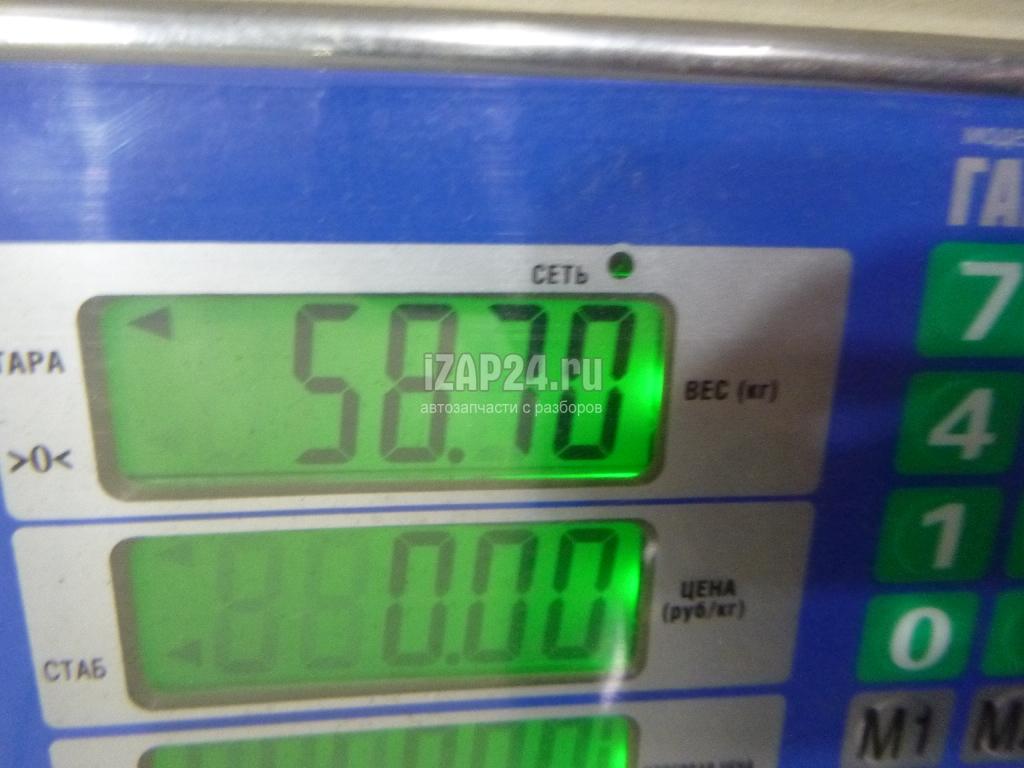 ГА
СЕТЬ
7
58.70
ТАРА
iZAP24.ru
ВЕС (кг)
автозапчасти с разборов
4
>0<
1
0.00
ЦЕНА
(руб/кг)
0
СТАБ
М1